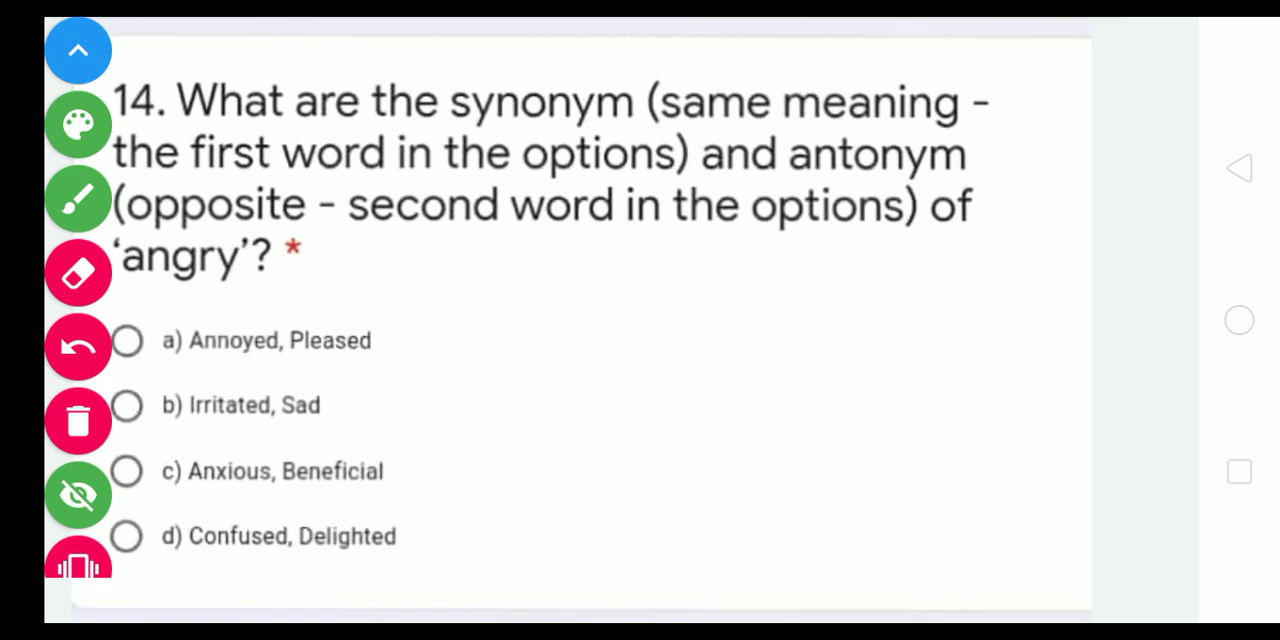 14. What are the synonym (same meaning -
the first word in the options) and antonym
(opposite - second word in the options) of
‘angry’? *
a) Annoyed, Pleased
b) Irritated, Sad
c) Anxious, Beneficial
d) Confused, Delighted